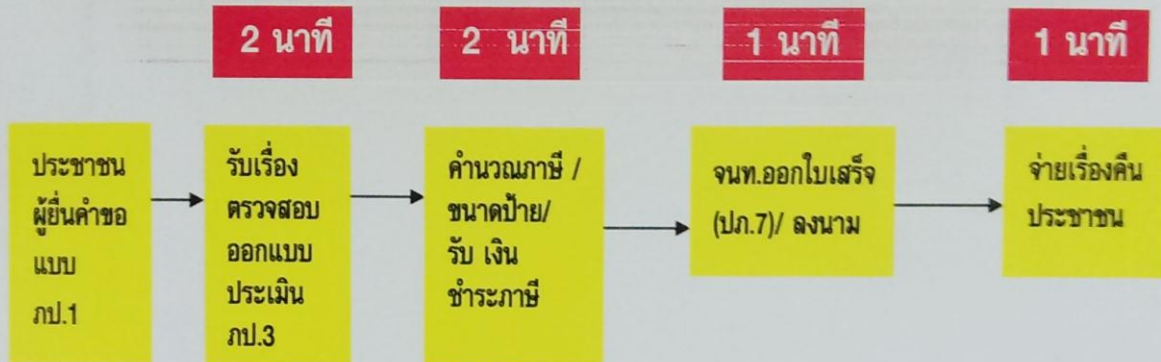 2 นาที
2 นาที
1 นาที
1 นาที
ประชาชน
ผู้ยื่นคำขอ
แบบ
ภป.1
รับเรื่อง
ตรวจสอบ
ออกแบบ
ประเมิน
ภป.3
คำนวณภาษี /
ขนาดป้าย/
รับ เงิน
ชำระภาษี
จนท.ออกใบเสร็จ
(ปภ.7)/ ลงนาม
จ่ายเรื่องคืน
ประชาชน